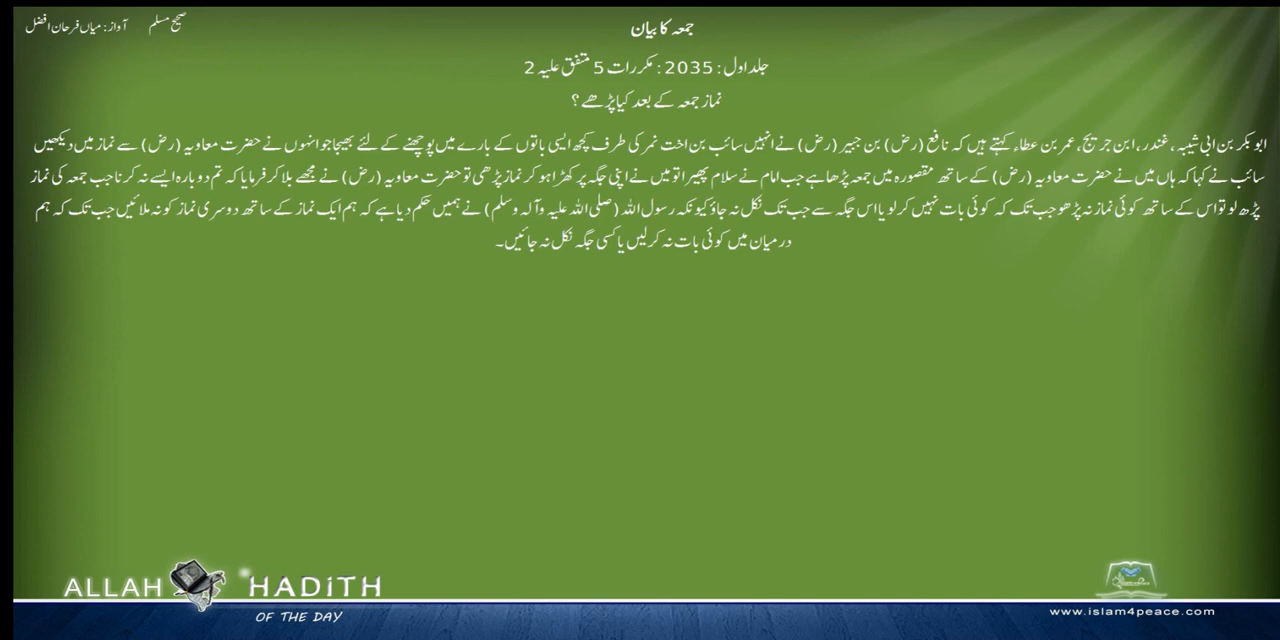 صحیح مسلم
آواز: میاں فرحان افضل
جمعہ کا بیان
جلد اول: 2035 : مکررات 5 متفق علیہ 2
نماز جمعہ کے بعد کیا پڑھے؟
ابوبکر بن ابی شیبہ، غندر، ابن جریج، عمر بن عطاء کہتے ہیں کہ نافع (رض) بن جبیر (رض) نے انہیں سائب بن اخت نمر کی طرف کچھ ایسی باتوں کے بارے میں پوچھنے کے لئے بھیجا جو انہوں نے حضرت معاویہ (رض) سے نماز میں دیکھیں
سائب نے کہا کہ ہاں میں نے حضرت معاویہ (رض) کے ساتھ مقصورہ میں جمعہ پڑھا ہے جب امام نے سلام پھیرا تو میں نے اپنی جگہ پر کھڑا ہو کر نماز پڑھی تو حضرت معاویہ (رض) نے مجھے بلا کر فرمایا کہ تم دوبارہ ایسے نہ کرنا جب جمعہ کی نماز
پڑھ لو تو اس کے ساتھ کوئی نماز نہ پڑھو جب تک کہ کوئی بات نہیں کر لو یا اس جگہ سے جب تک نکل نہ جاؤ کیونکہ رسول اللہ (صلی اللہ علیہ وآلہ وسلم) نے ہمیں حکم دیا ہے کہ ہم ایک نماز کے ساتھ دوسری نماز کو نہ ملائیں جب تک کہ ہم
درمیان میں کوئی بات نہ کر لیں یا کسی جگہ نکل نہ جائیں۔
ALLAH HADITH
OF THE DAY
www.islam4peace.com